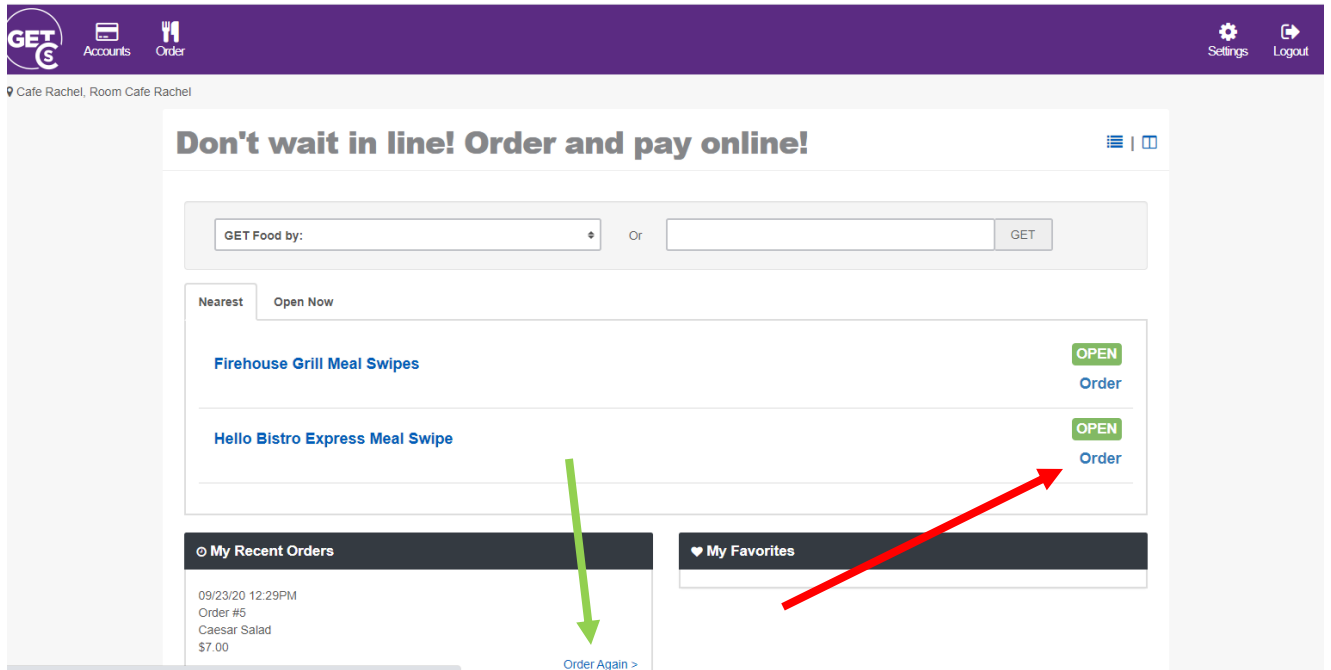 GET
CS
Accounts
Order
Settings
Logout
Cafe Rachel, Room Cafe Rachel
Don't wait in line! Order and pay online!
|
GET Food by:
Or
GET
Nearest
Open Now
Firehouse Grill Meal Swipes
OPEN
Order
Hello Bistro Express Meal Swipe
OPEN
Order
My Recent Orders
My Favorites
09/23/20 12:29PM
Order #5
Caesar Salad
$7.00
Order Again >